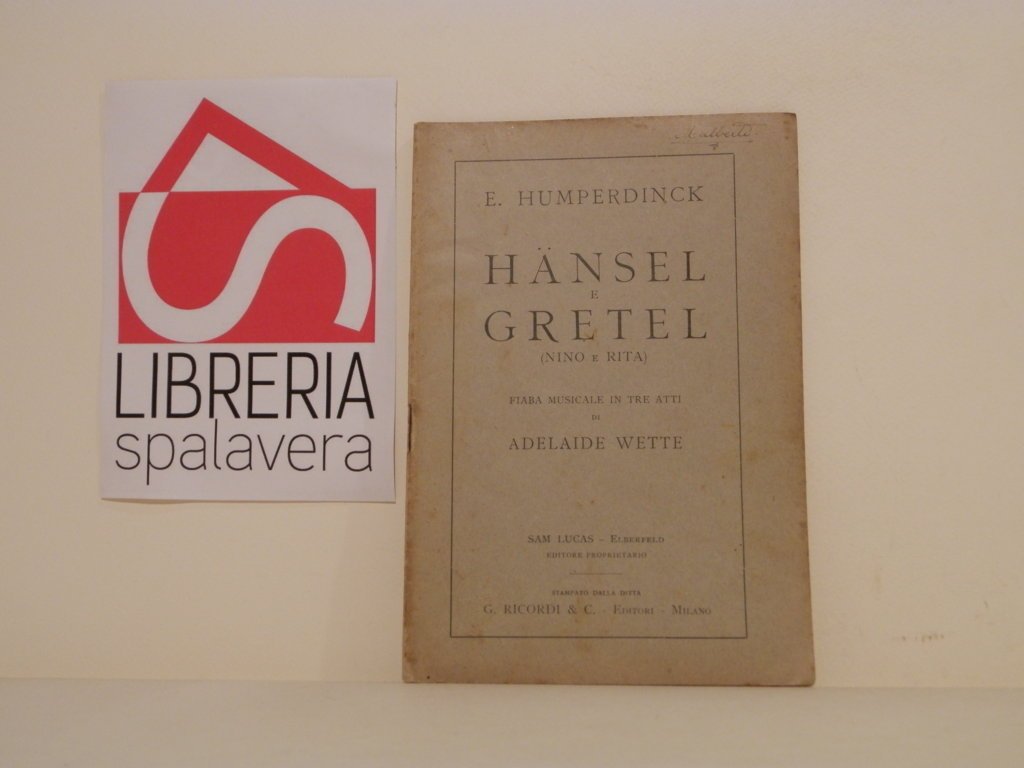 LIBRERIA
spalavera
E. HUMPERDINCK
HÄNSEL
E
GRETEL
(NINO E RITA)
FIABA MUSICALE IN TRE ATTI
DI
ADELAIDE WETTE
SAM LUCAS - ELBERFELD
EDITORE PROPRIETARIO
STAMPATO DALLA DITTA
G. RICORDI & C. - EDITORI - MILANO